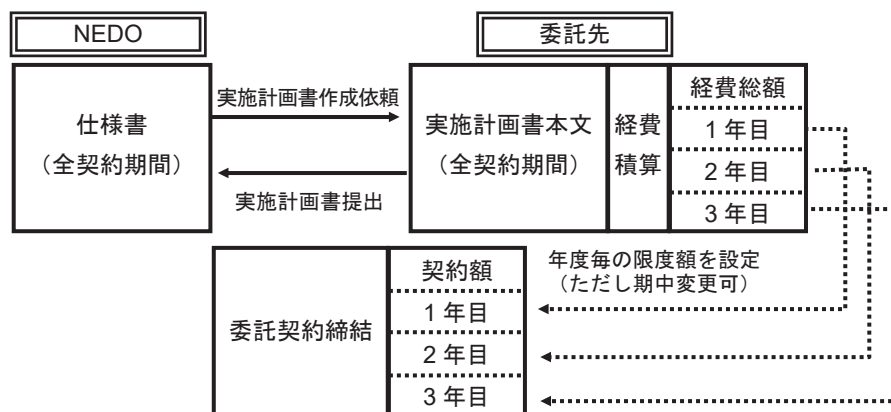 NEDO
委託先
仕様書
（全契約期間）
実施計画書作成依頼
実施計画書提出
実施計画書本文
（全契約期間）
経費
積算
経費総額
1 年目
2 年目
3 年目
年度毎の限度額を設定
（ただし期中変更可）
委託契約締結
契約額
1 年目
2 年目
3 年目